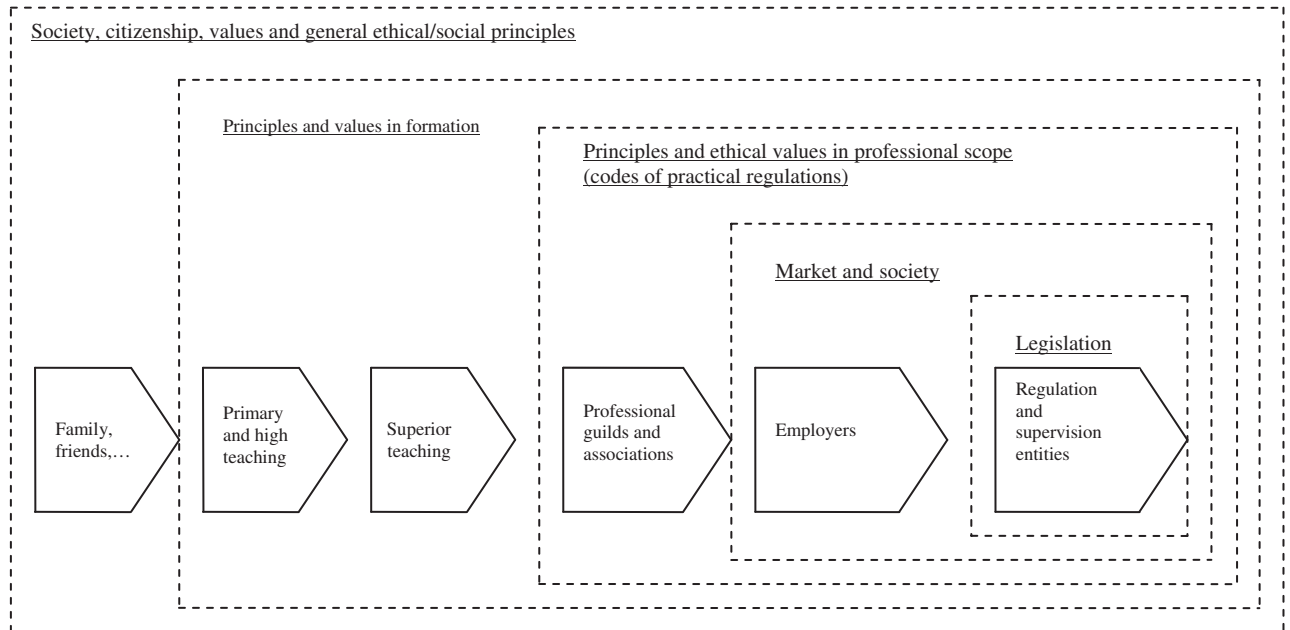 Society, citizenship, values and general ethical/social principles
Principles and values in formation
Principles and ethical values in professional scope
(codes of practical regulations)
Market and society
Legislation
Family,
friends,…
Primary
and high
teaching
Superior
teaching
Professional
guilds and
associations
Employers
Regulation
and
supervision
entities